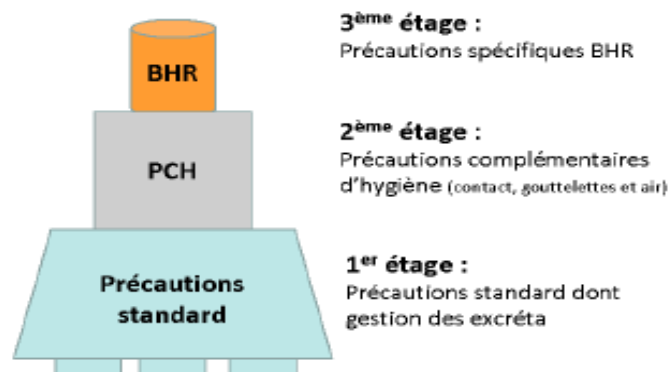 BHR
PCH
Précautions
standard
3ème étage :
Précautions spécifiques BHR
2ème étage :
Précautions complémentaires
d'hygiène (contact, gouttelettes et air)
1er étage :
Précautions standard dont
gestion des excréta